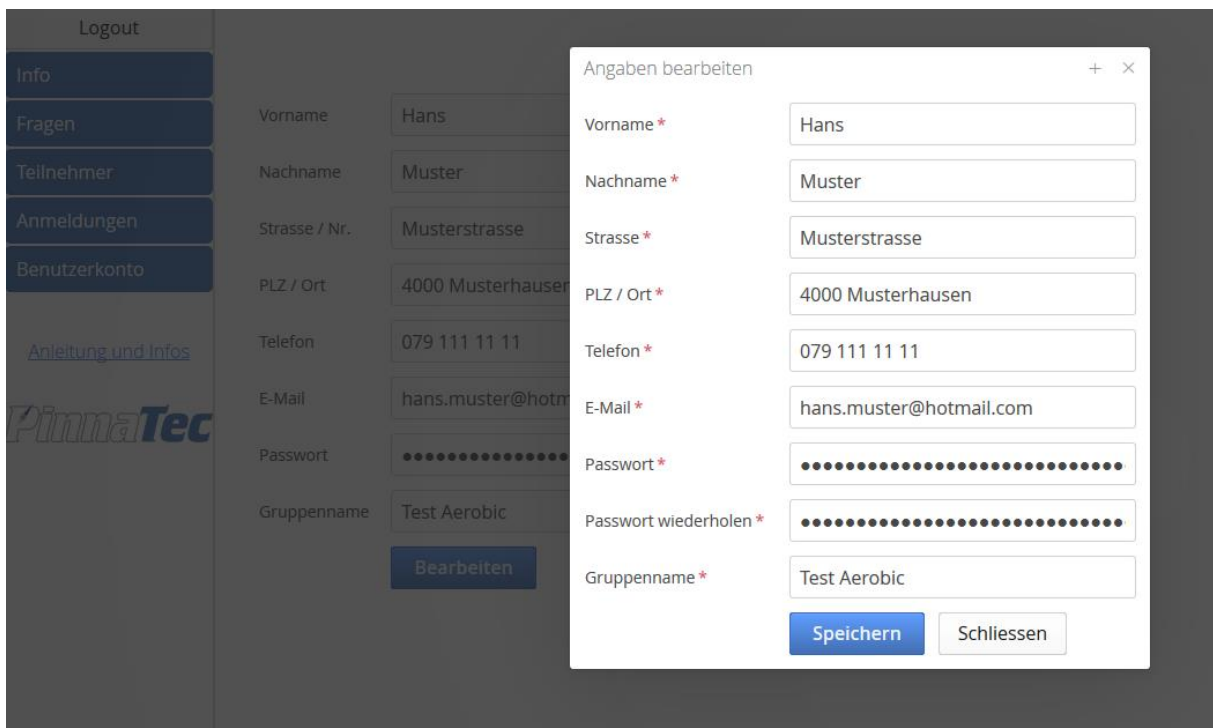 Logout
Info
Fragen
Teilnehmer
Anmeldungen
Benutzerkonto
Anleitung und Infos
PinnaTec
Vorname Hans
Nachname Muster
Strasse / Nr. Musterstrasse
PLZ / Ort 4000 Musterhausen
Telefon 079 111 11 11
E-Mail hans.muster@hotm
Passwort ●●●●●●●●●●●●●●●
Gruppenname Test Aerobic
Bearbeiten
Angaben bearbeiten + ×
Vorname * Hans
Nachname * Muster
Strasse * Musterstrasse
PLZ / Ort * 4000 Musterhausen
Telefon * 079 111 11 11
E-Mail * hans.muster@hotmail.com
Passwort * ●●●●●●●●●●●●●●●●●●●●●●●●●●●●●
Passwort wiederholen * ●●●●●●●●●●●●●●●●●●●●●●●●●●●●●
Gruppenname * Test Aerobic
Speichern Schliessen